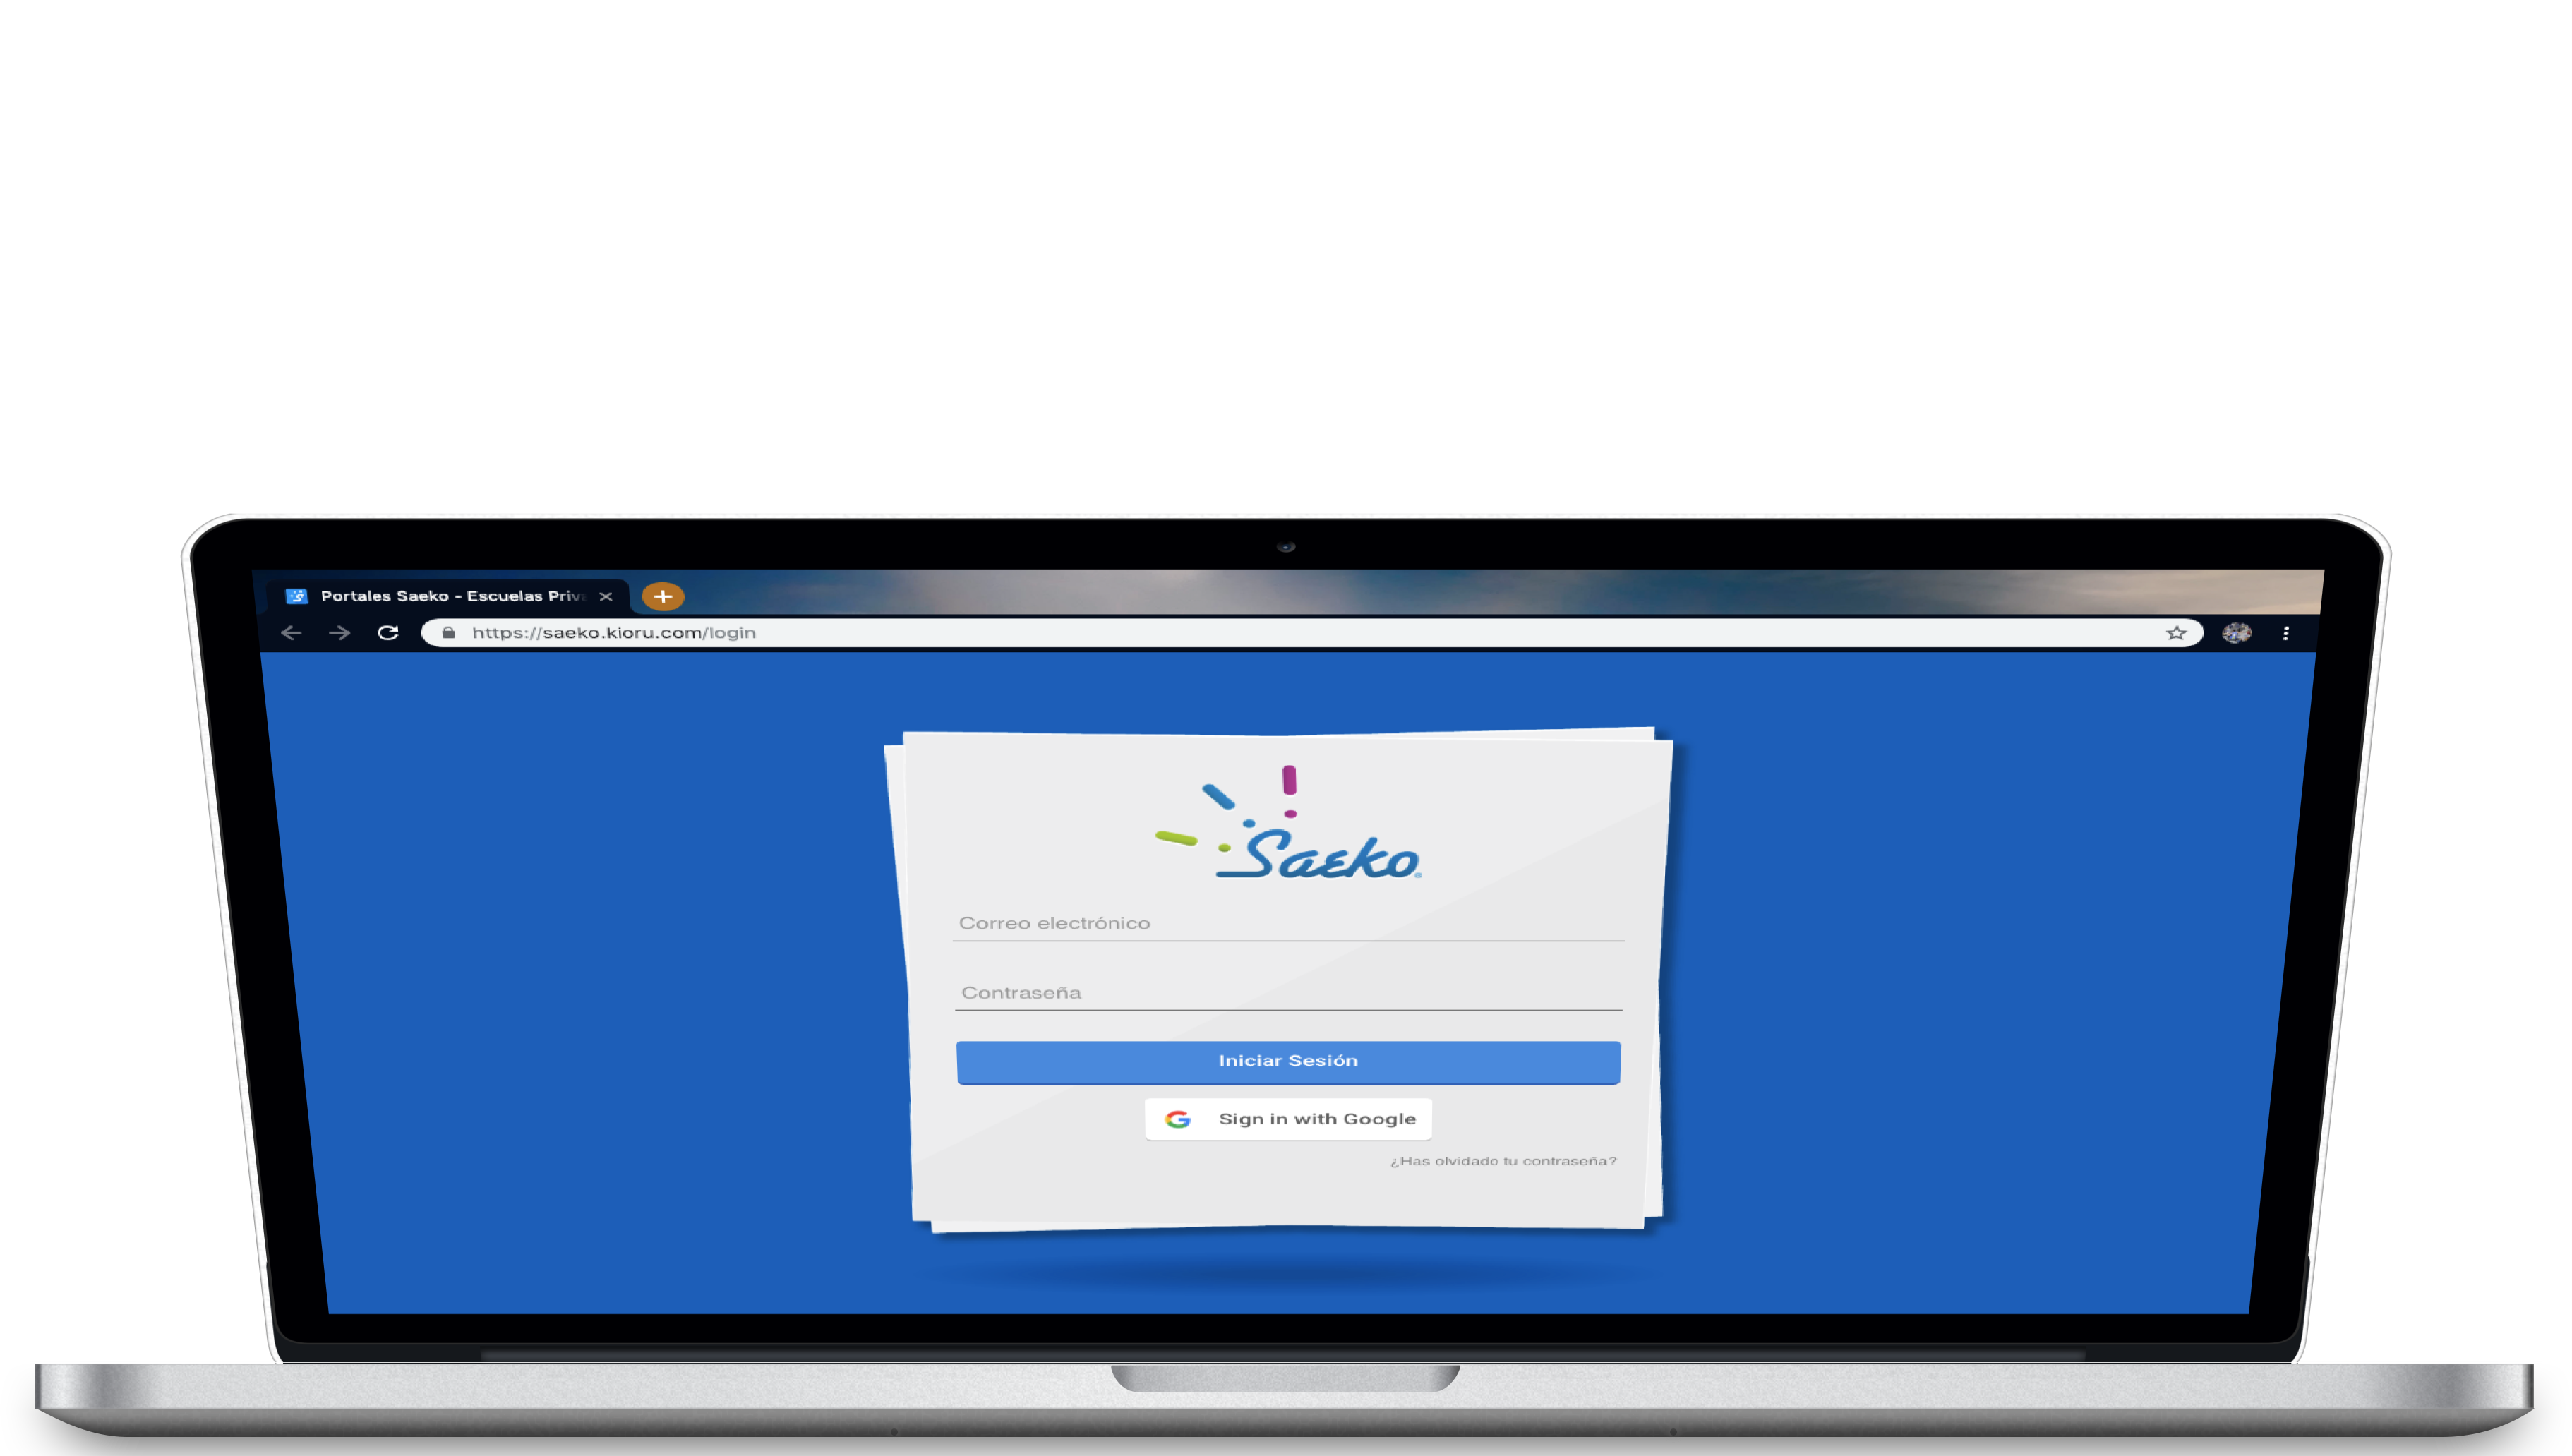 Portales Saeko - Escuelas Priv
https://saeko.kioru.com/login
Saeko
Correo electrónico
Contraseña
Iniciar Sesión
Sign in with Google
¿Has olvidado tu contraseña?